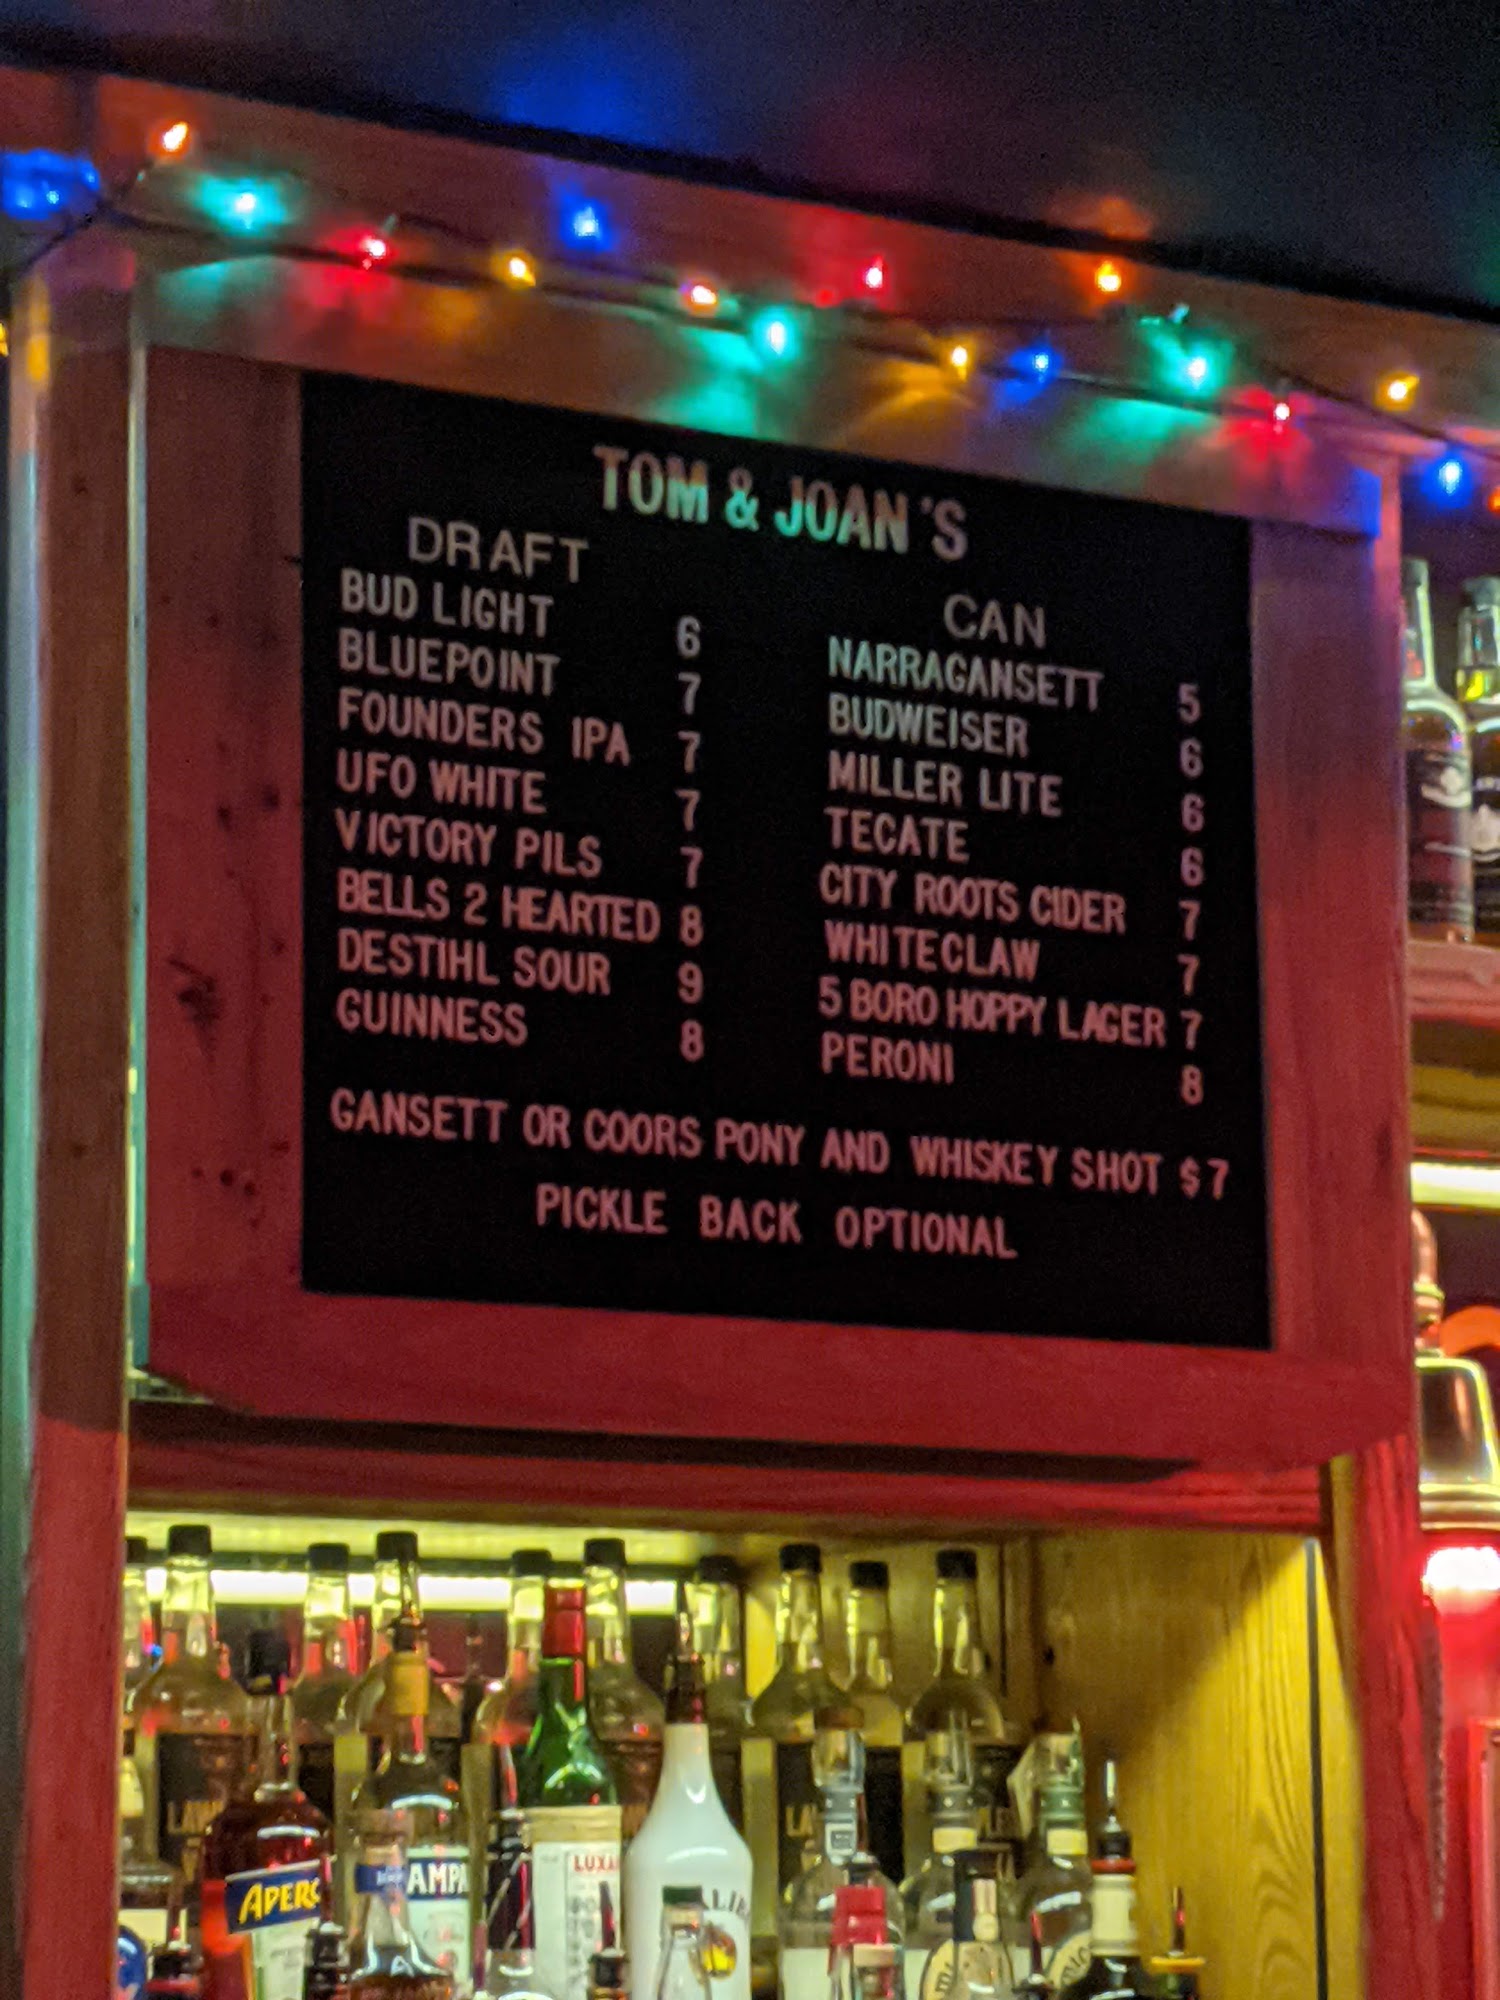 TOM & JOAN'S
DRAFT
BUD LIGHT 6
BLUEPOINT 7
FOUNDERS IPA 7
UFO WHITE 7
VICTORY PILS 7
BELLS 2 HEARTED 8
DESTIHL SOUR 9
GUINNESS 8
CAN
NARRAGANSETT 5
BUDWEISER 6
MILLER LITE 6
TECATE 6
CITY ROOTS CIDER 7
WHITECLAW 7
5 BORO HOPPY LAGER 7
PERONI 8
GANSETT OR COORS PONY AND WHISKEY SHOT $7
PICKLE BACK OPTIONAL